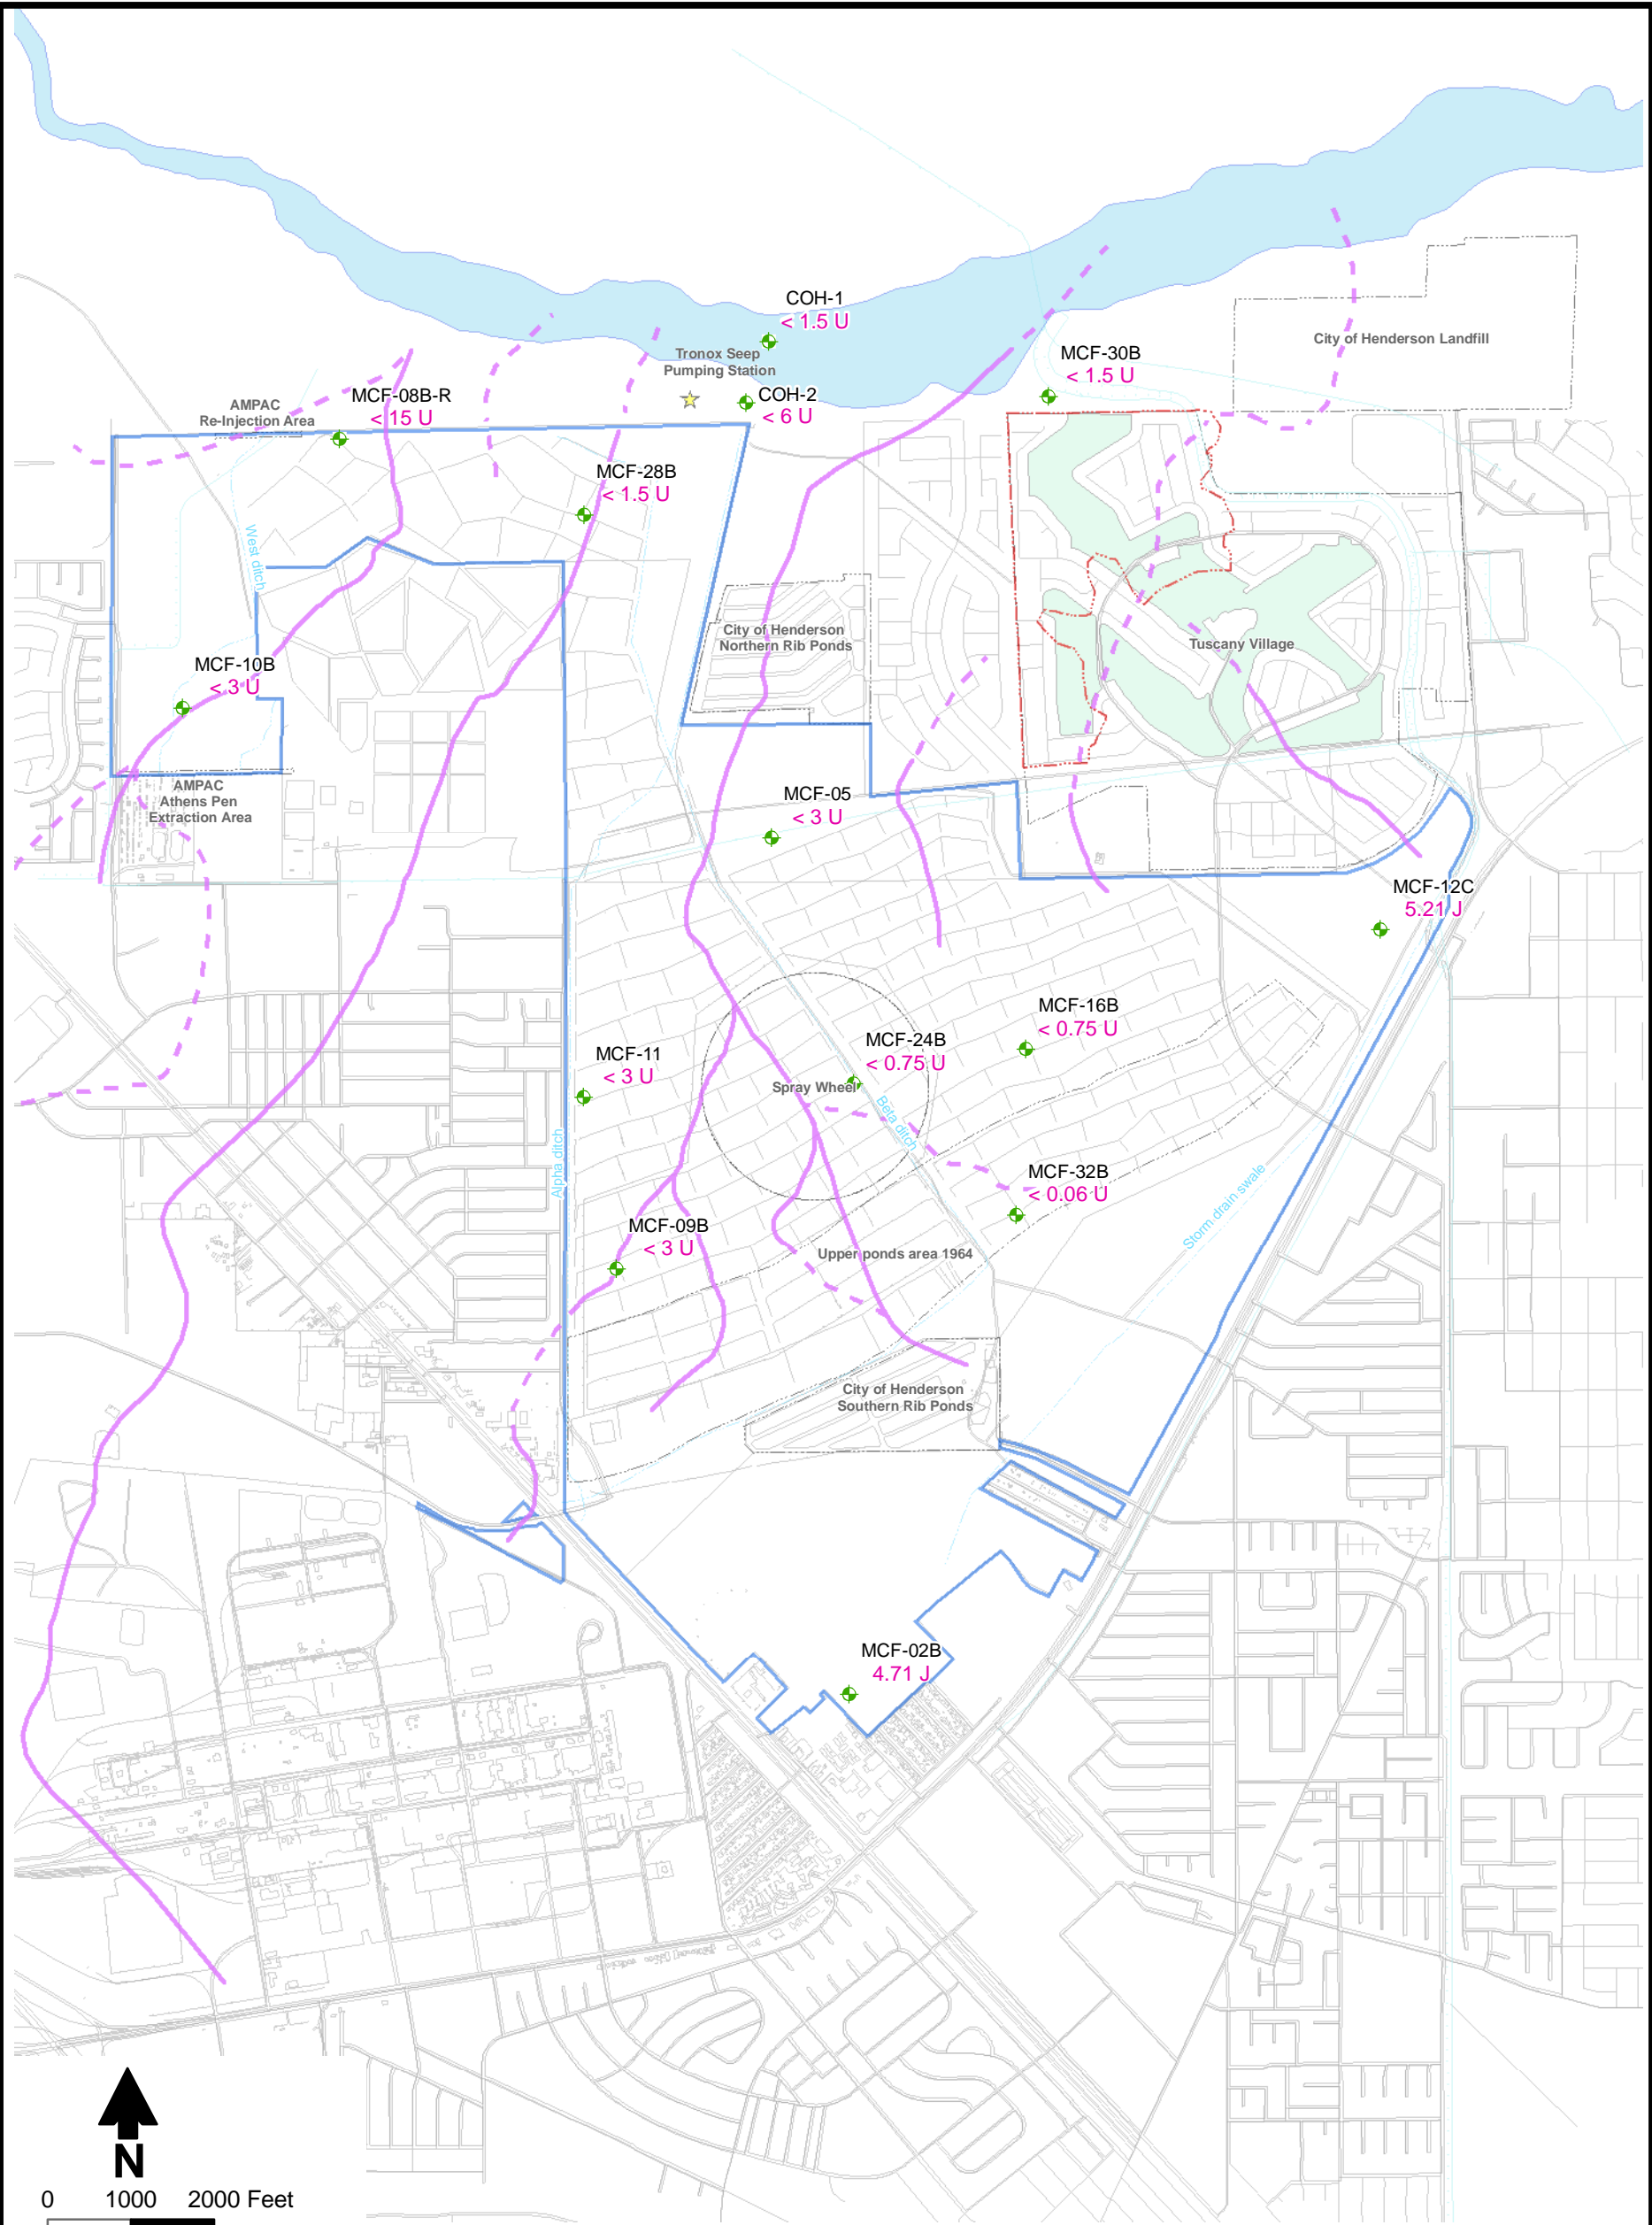 COH-1
< 1.5 U
Tronox Seep
Pumping Station
MCF-30B
< 1.5 U
City of Henderson Landfill
COH-2
< 6 U
MCF-08B-R
< 15 U
AMPAC
Re-Injection Area
MCF-28B
< 1.5 U
West ditch
City of Henderson
Northern Rib Ponds
Tuscany Village
MCF-10B
< 3 U
AMPAC
Athens Pen
Extraction Area
MCF-05
< 3 U
MCF-12C
5.21 J
MCF-16B
< 0.75 U
MCF-24B
< 0.75 U
MCF-11
< 3 U
Spray Wheel
Beta ditch
Alpha ditch
MCF-32B
< 0.06 U
Storm drain swale
MCF-09B
< 3 U
Upper ponds area 1964
City of Henderson
Southern Rib Ponds
MCF-02B
4.71 J
N
0 1000 2000 Feet